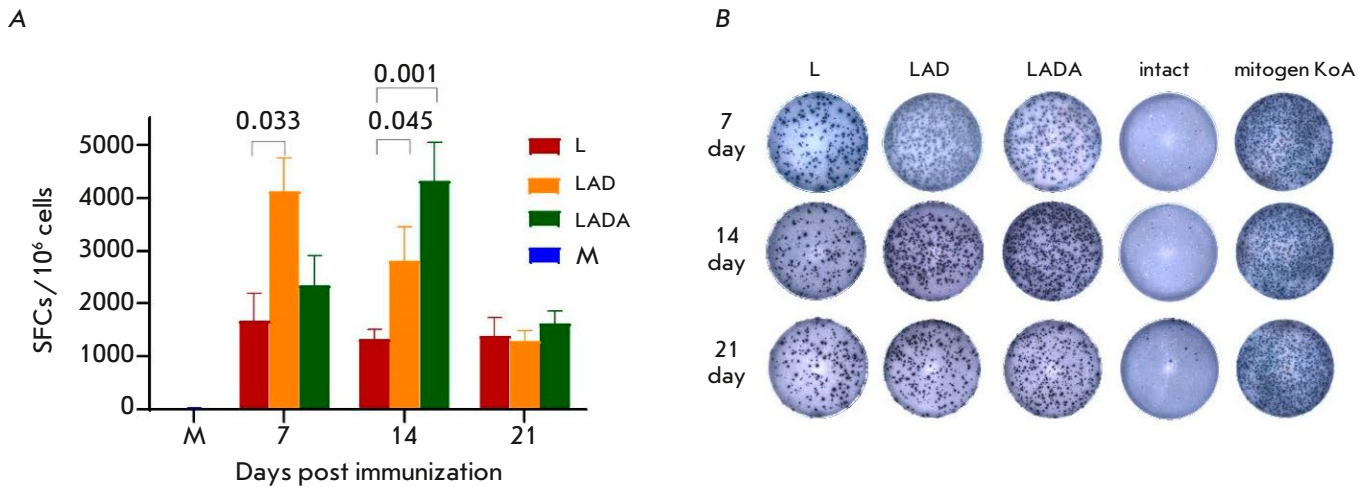 A
0.001
0.033
0.045
5000
4000
3000
2000
1000
0
SFCs / 10⁶ cells
L
LAD
LADA
M
M 7 14 21
Days post immunization
B
L LAD LADA intact mitogen KoA
7
day
14
day
21
day